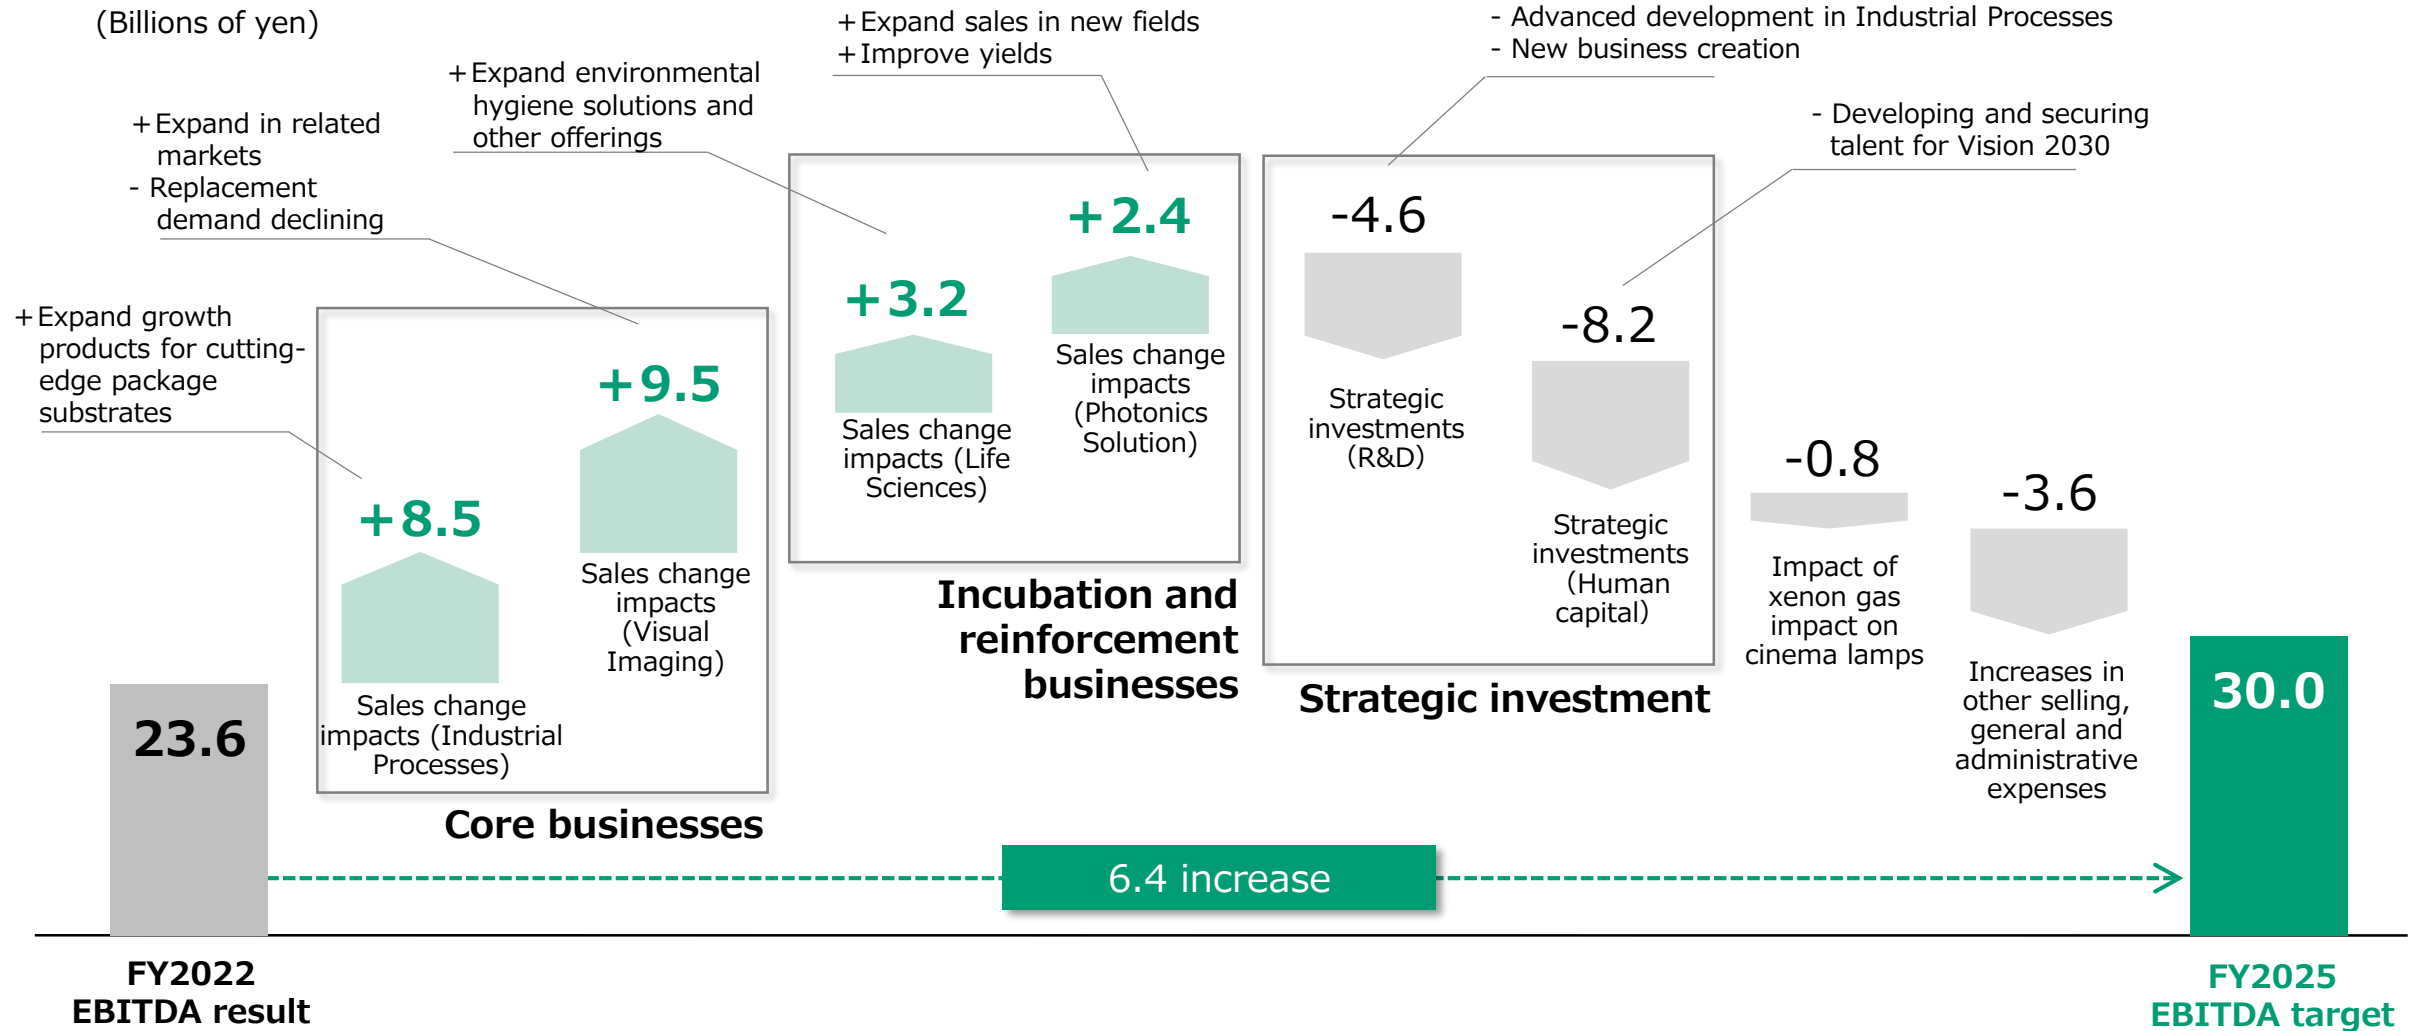 (Billions of yen)
+Expand growth
products for cutting-
edge package
substrates
+Expand in related
markets
- Replacement
demand declining
+Expand environmental
hygiene solutions and
other offerings
+Expand sales in new fields
+Improve yields
- Advanced development in Industrial Processes
- New business creation
- Developing and securing
talent for Vision 2030
23.6
+8.5
Sales change
impacts (Industrial
Processes)
+9.5
Sales change
impacts
(Visual
Imaging)
Core businesses
+3.2
Sales change
impacts (Life
Sciences)
+2.4
Sales change
impacts
(Photonics
Solution)
Incubation and
reinforcement
businesses
-4.6
Strategic
investments
(R&D)
-8.2
Strategic
investments
(Human
capital)
Strategic investment
-0.8
Impact of
xenon gas
impact on
cinema lamps
-3.6
Increases in
other selling,
general and
administrative
expenses
30.0
6.4 increase
FY2022
EBITDA result
FY2025
EBITDA target